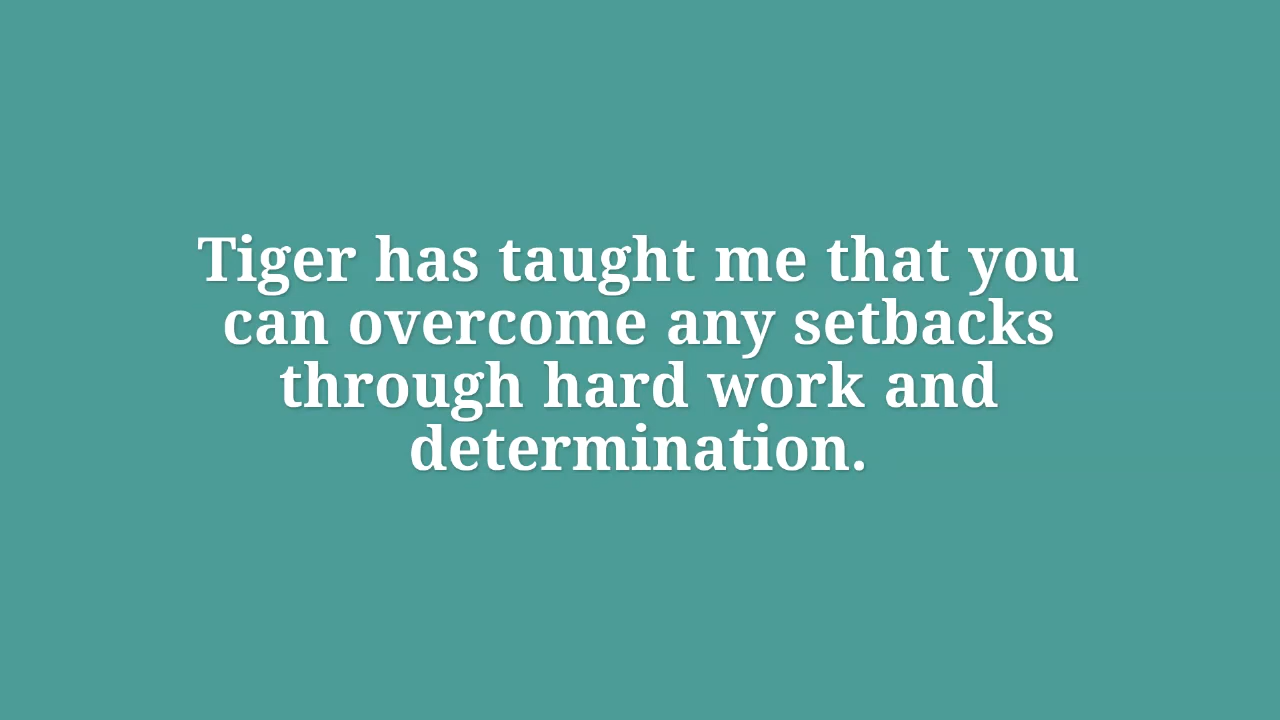 Tiger has taught me that you
can overcome any setbacks
through hard work and
determination.